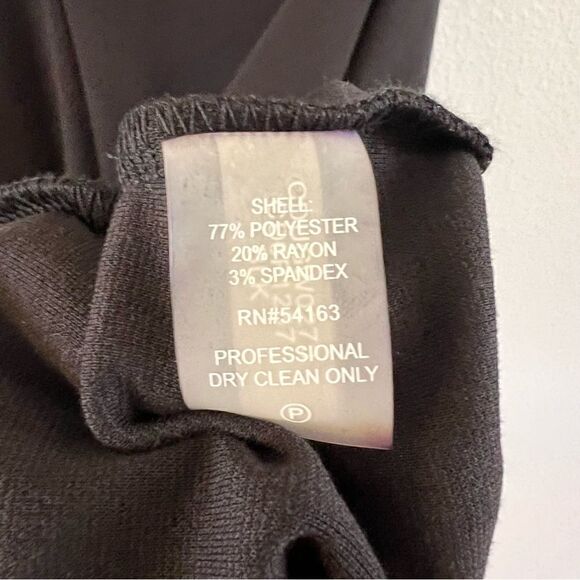 SHELL:
77% POLYESTER
20% RAYON
3% SPANDEX
RN#54163
PROFESSIONAL
DRY CLEAN ONLY
P